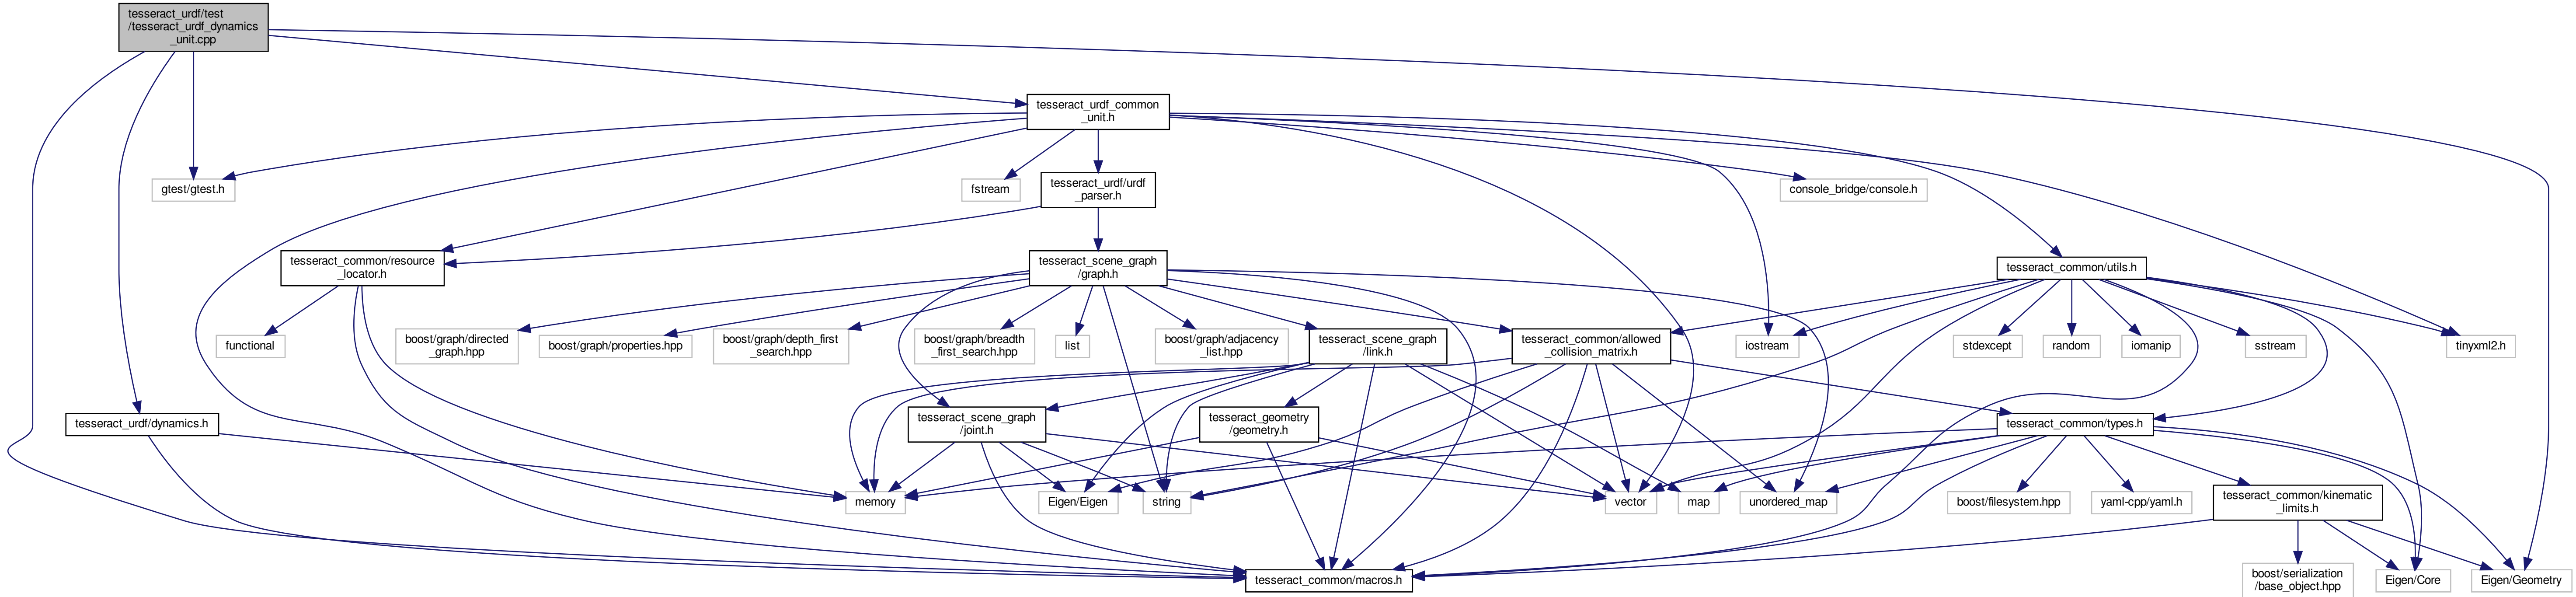 tesseract_urdf/test
/tesseract_urdf_dynamics
_unit.cpp
tesseract_urdf_common
_unit.h
gtest/gtest.h
fstream
tesseract_urdf/urdf
_parser.h
console_bridge/console.h
tesseract_common/resource
_locator.h
tesseract_scene_graph
/graph.h
tesseract_common/utils.h
functional
boost/graph/directed
_graph.hpp
boost/graph/properties.hpp
boost/graph/depth_first
_search.hpp
boost/graph/breadth
_first_search.hpp
list
boost/graph/adjacency
_list.hpp
tesseract_scene_graph
/link.h
tesseract_common/allowed
_collision_matrix.h
iostream
stdexcept
random
iomanip
sstream
tinyxml2.h
tesseract_urdf/dynamics.h
tesseract_scene_graph
/joint.h
tesseract_geometry
/geometry.h
tesseract_common/types.h
memory
Eigen/Eigen
string
vector
map
unordered_map
boost/filesystem.hpp
yaml-cpp/yaml.h
tesseract_common/kinematic
_limits.h
tesseract_common/macros.h
boost/serialization
/base_object.hpp
Eigen/Core
Eigen/Geometry